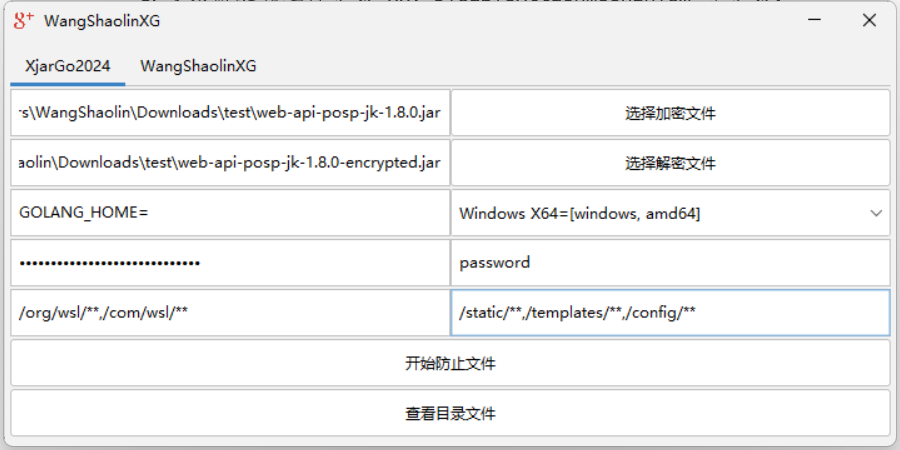 WangShaolinXG
XjarGo2024 WangShaolinXG
rs\WangShaolin\Downloads\test\web-api-posp-jk-1.8.0.jar 选择加密文件
aolin\Downloads\test\web-api-posp-jk-1.8.0-encrypted.jar 选择解密文件
GOLANG_HOME= Windows X64=[windows, amd64]
••••••••••••••••••••••••••••• password
/org/wsl/**,/com/wsl/** /static/**,/templates/**,/config/**
开始防止文件
查看目录文件